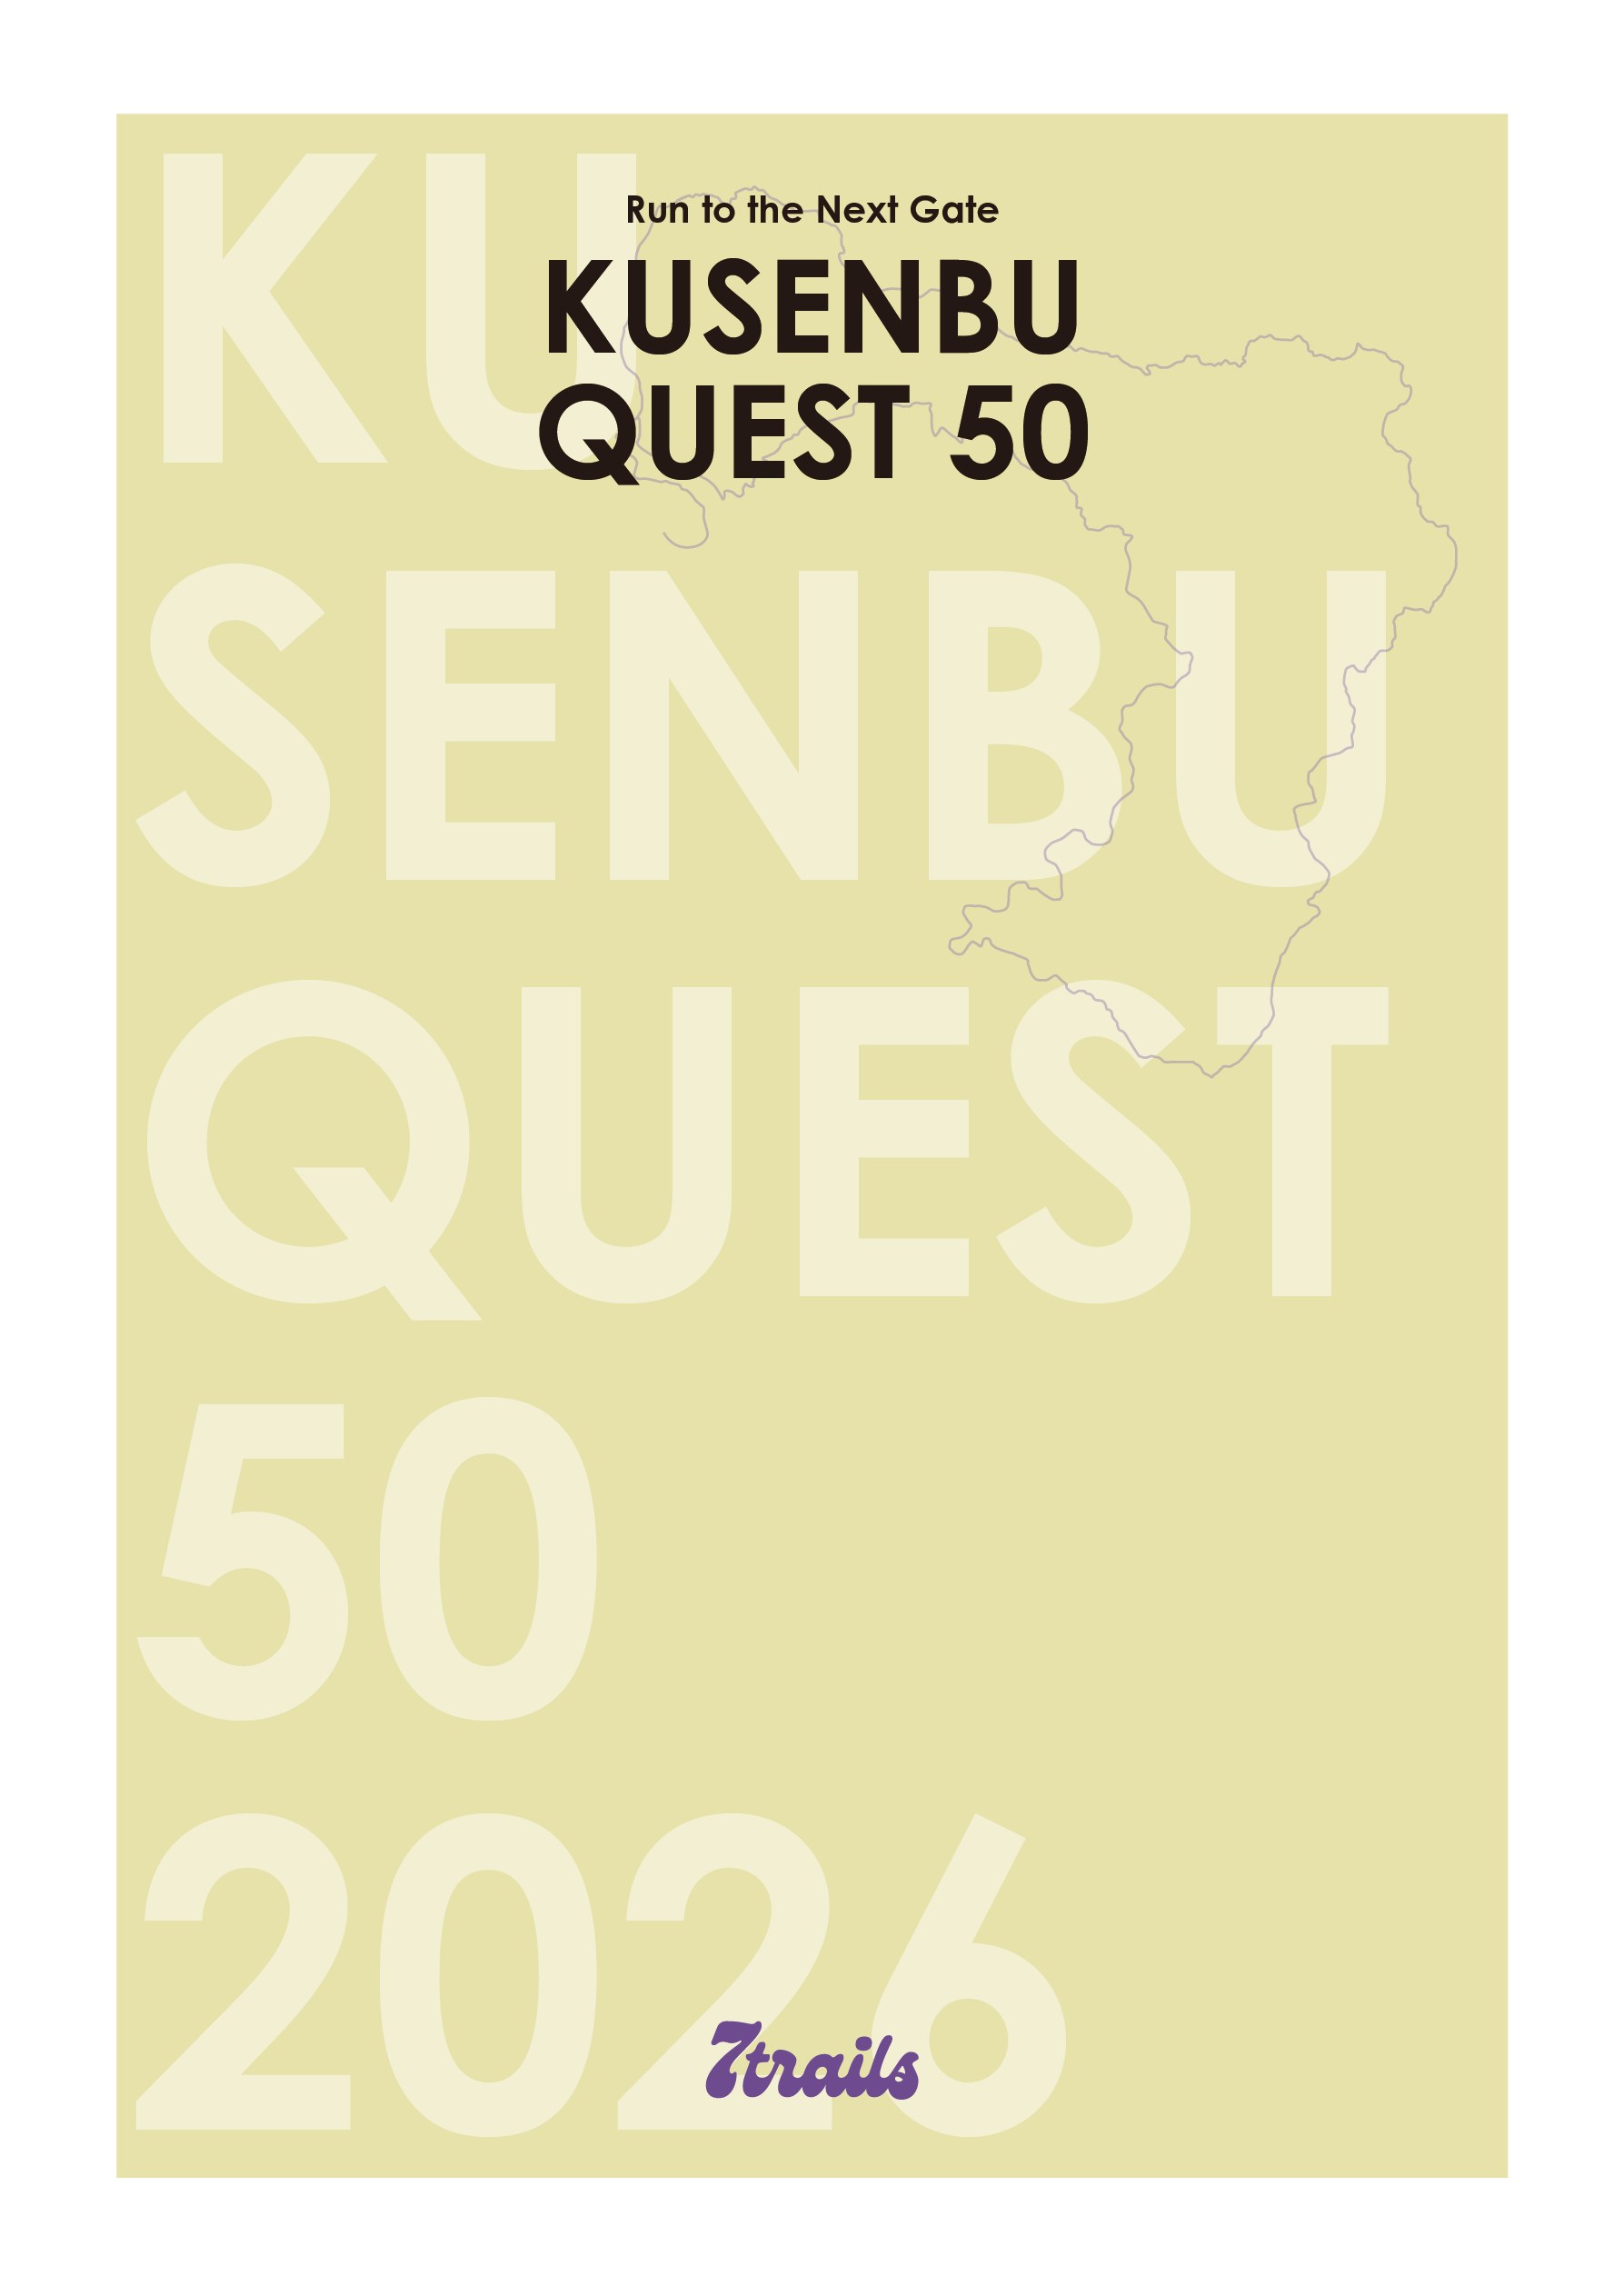 Run to the Next Gate
KUSENBU
QUEST 50
KU
SENBU
QUEST
50
2026
7trails